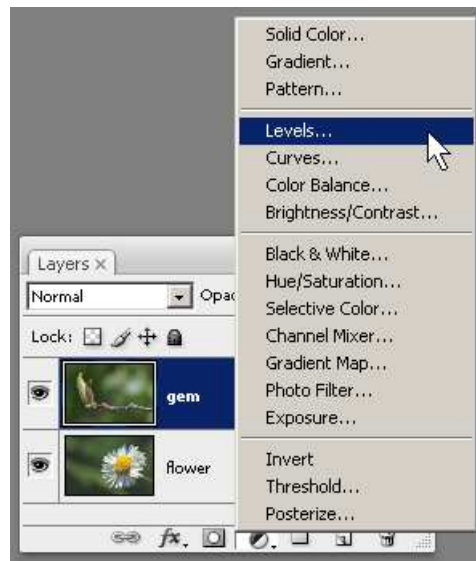 Solid Color...
Gradient...
Pattern...
Levels...
Curves...
Color Balance...
Brightness/Contrast...
Black & White...
Hue/Saturation...
Selective Color...
Channel Mixer...
Gradient Map...
Photo Filter...
Exposure...
Invert
Threshold...
Posterize...
Layers ×
Normal Opac
Lock:
gem
flower
fx.